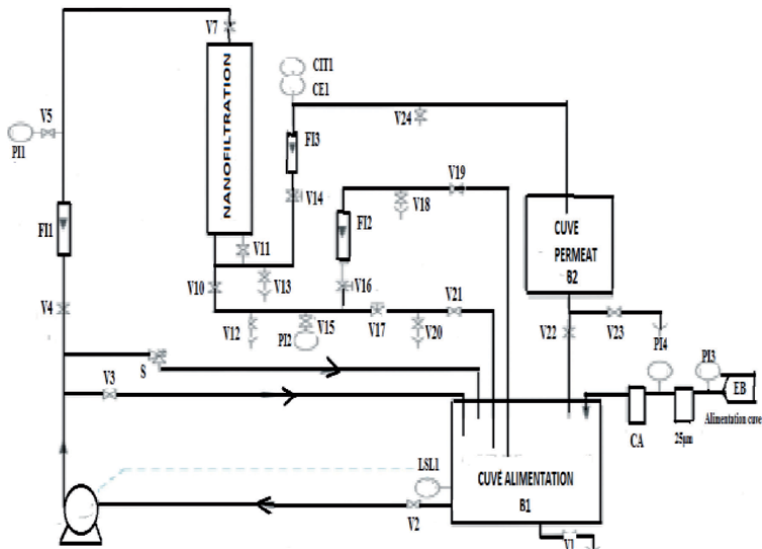 V7
CIT1
CE1
V24
V5
PI1
NANOFILTRATION
FI3
V19
V14
V18
FI2
CUVE
PERMEAT
B2
FI1
V11
V10
V13
V16
V21
V4
V12
V15
V17
V20
V22
V23
PI2
PI4
PI3
S
V3
EB
Alimentation cuve
CA
25µm
LSL1
CUVE ALIMENTATION
B1
V2
V1